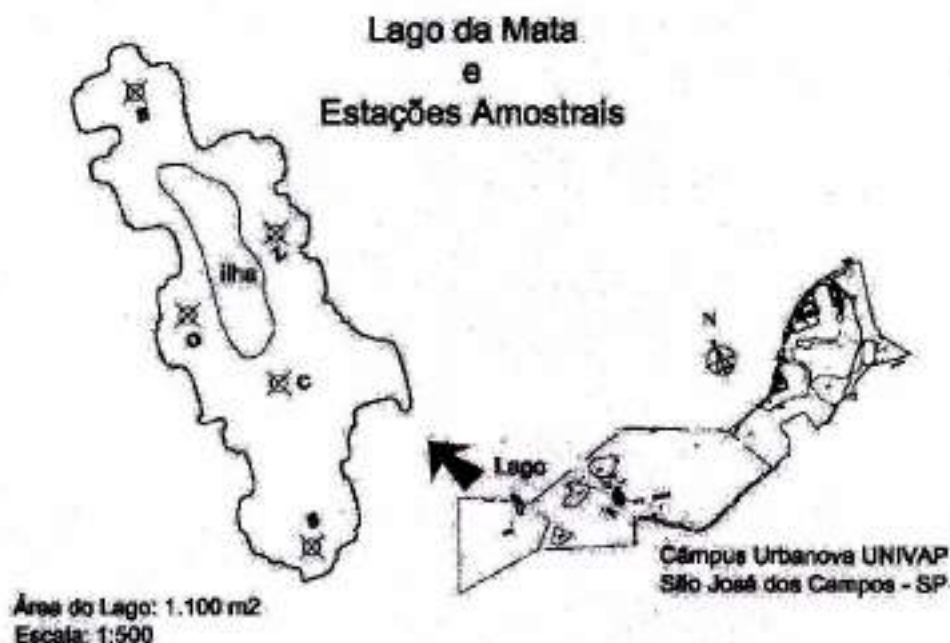 Lago da Mata
e
Estações Amostrais
ilha
L
O
C
S
N
Lago
Câmpus Urbanova UNIVAP
São José dos Campos - SP
Área do Lago: 1.100 m2
Escala: 1:500